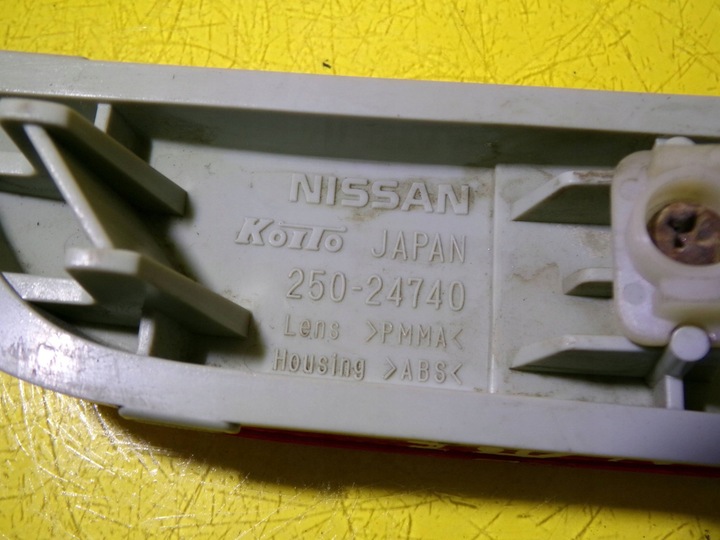 NISSAN
KOITO JAPAN
250-24740
Lens >PMMA<
Housing >ABS<